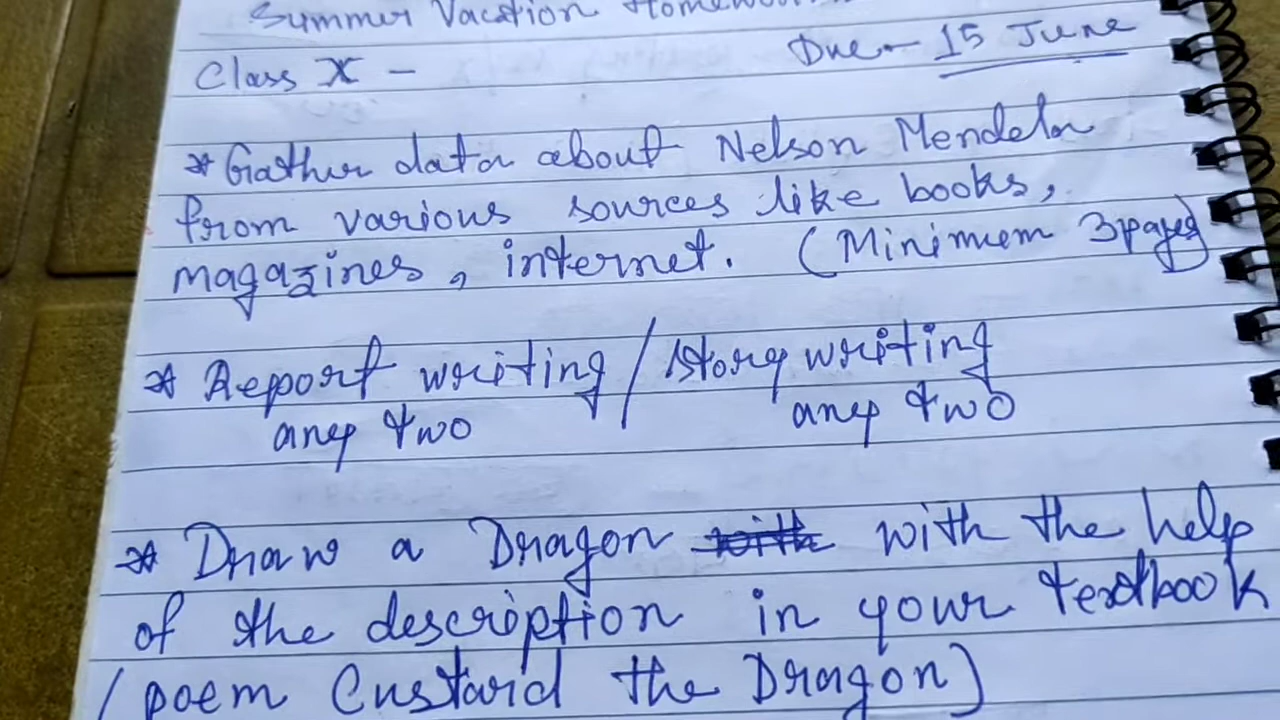 Summer Vacation Homework
Class X -
Due - 15 June
* Gather data about Nelson Mendela
from various sources like books,
magazines, internet. (Minimum 3 pages)
* Report writing / Story writing
any two any two
* Draw a Dragon with with the help
of the description in your textbook
(poem Custard the Dragon)